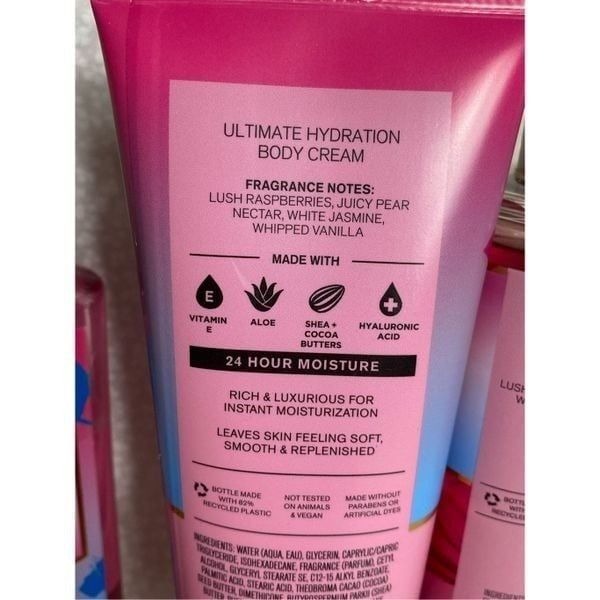 ULTIMATE HYDRATION
BODY CREAM
FRAGRANCE NOTES:
LUSH RASPBERRIES, JUICY PEAR
NECTAR, WHITE JASMINE,
WHIPPED VANILLA
MADE WITH
E
VITAMIN
E
ALOE
SHEA +
COCOA
BUTTERS
HYALURONIC
ACID
24 HOUR MOISTURE
RICH & LUXURIOUS FOR
INSTANT MOISTURIZATION
LEAVES SKIN FEELING SOFT,
SMOOTH & REPLENISHED
BOTTLE MADE
WITH 82%
RECYCLED PLASTIC
NOT TESTED
ON ANIMALS
& VEGAN
MADE WITHOUT
PARABENS OR
ARTIFICIAL DYES
INGREDIENTS: WATER (AQUA, EAU), GLYCERIN, CAPRYLIC/CAPRIC
TRIGLYCERIDE, ISOHEXADECANE, FRAGRANCE (PARFUM), CETYL
ALCOHOL, GLYCERYL STEARATE SE, C12-15 ALKYL BENZOATE,
PALMITIC ACID, STEARIC ACID, THEOBROMA CACAO (COCOA)
SEED BUTTER, DIMETHICONE, BUTYROSPERMUM PARKII (SHEA)
LUSH